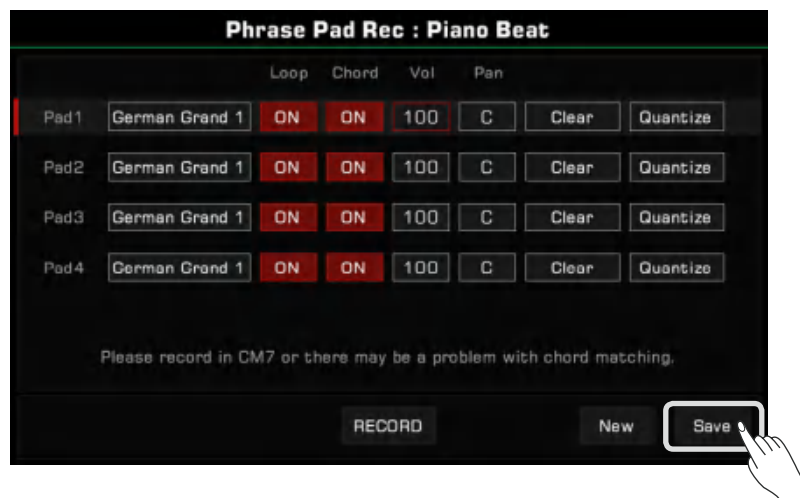 Phrase Pad Rec : Piano Beat
Loop Chord Vol Pan
Pad1 German Grand 1 ON ON 100 C Clear Quantize
Pad2 German Grand 1 ON ON 100 C Clear Quantize
Pad3 German Grand 1 ON ON 100 C Clear Quantize
Pad4 German Grand 1 ON ON 100 C Clear Quantize
Please record in CM7 or there may be a problem with chord matching.
RECORD New Save